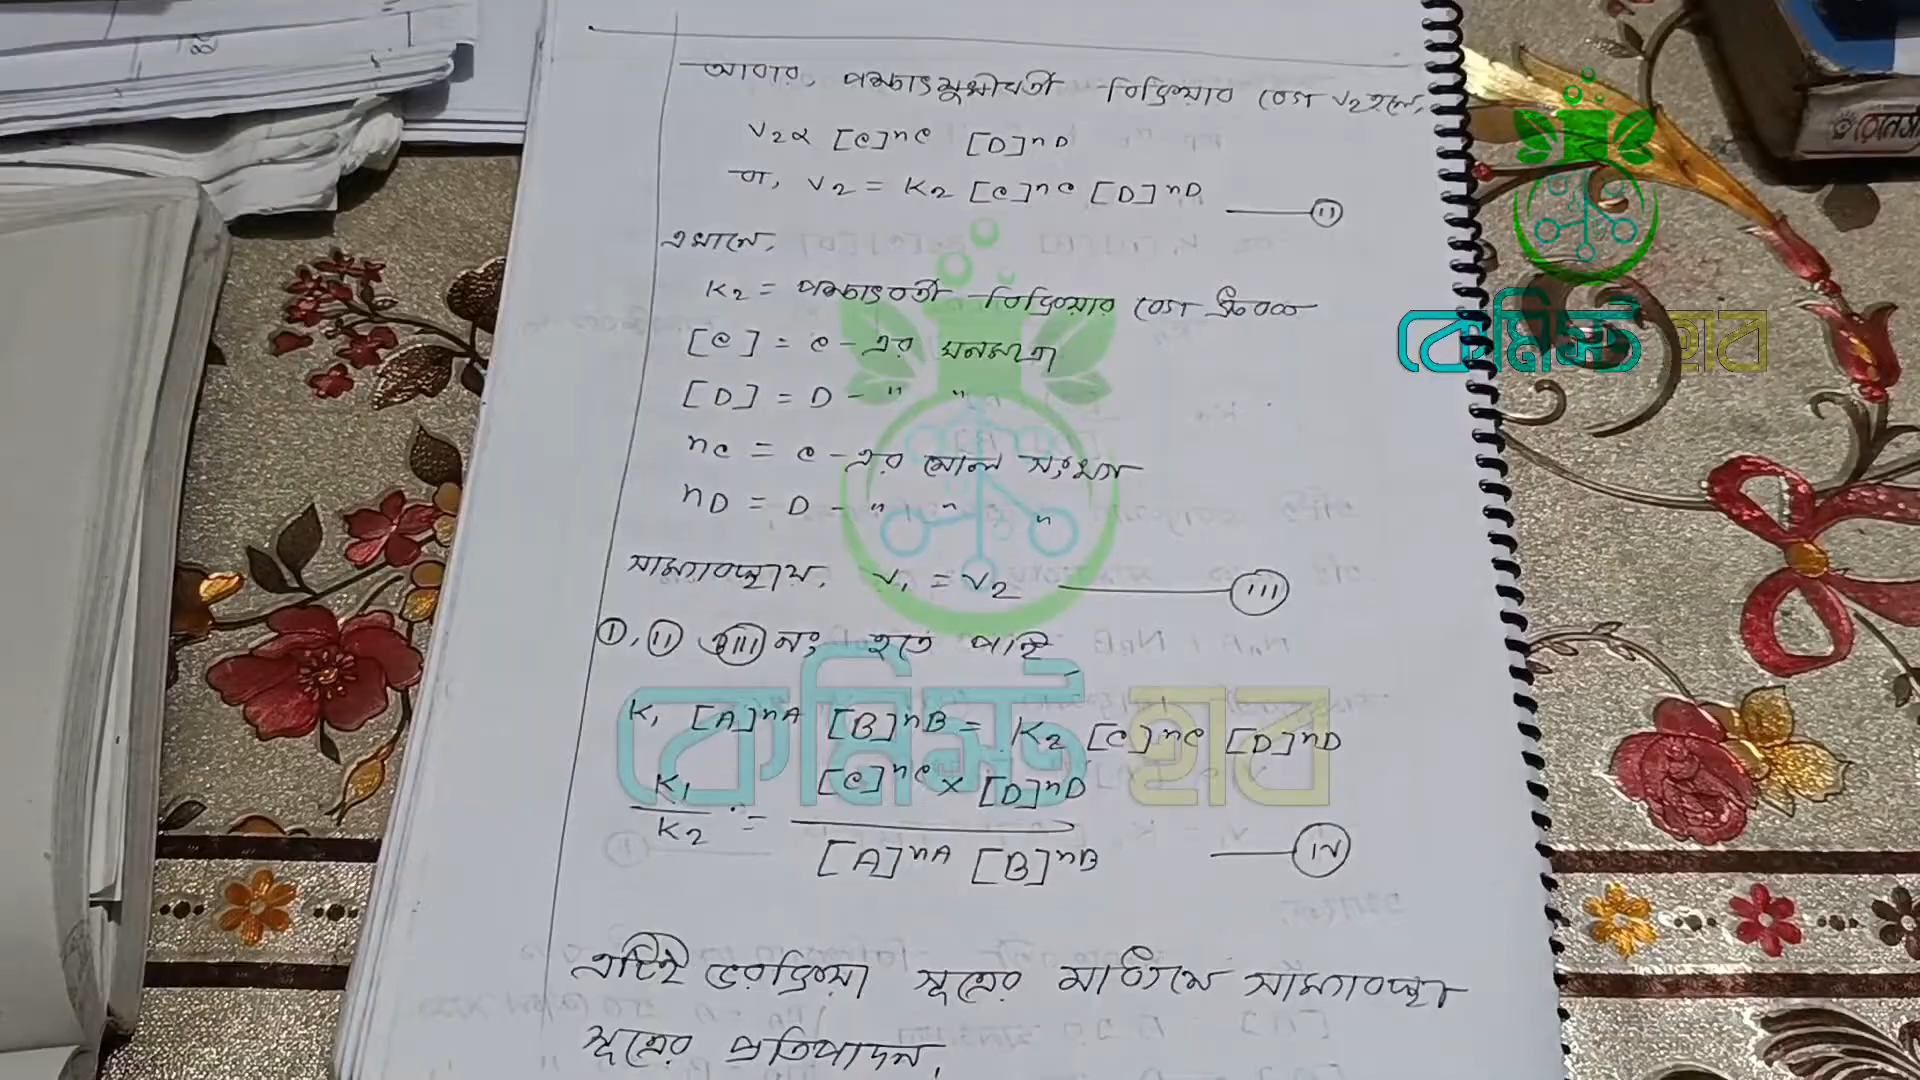 আবার, পশ্চাৎমুখীবর্তী বিক্রিয়ার বেগ v₂ হলে,
v₂ ∝ [C]ⁿC [D]ⁿD
বা, v₂ = K₂ [C]ⁿC [D]ⁿD —— (ii)
এখানে,
K₂ = পশ্চাৎবর্তী বিক্রিয়ার বেগ ধ্রুবক
[C] = C - এর ঘনমাত্রা
[D] = D - " "
nC = C - এর মোল সংখ্যা
nD = D - " " "
সাম্যাবস্থায়, v₁ = v₂ —— (iii)
(i), (ii) ও (iii) নং হতে পাই
K₁ [A]ⁿA [B]ⁿB = K₂ [C]ⁿC [D]ⁿD
K₁/K₂ = [C]ⁿC × [D]ⁿD / [A]ⁿA [B]ⁿB —— (iv)
এটিই ভরক্রিয়া সূত্রের মাধ্যমে সাম্যাবস্থা
সূত্রের প্রতিপাদন।
কেমিস্ট হাব
কেমিস্ট হাব